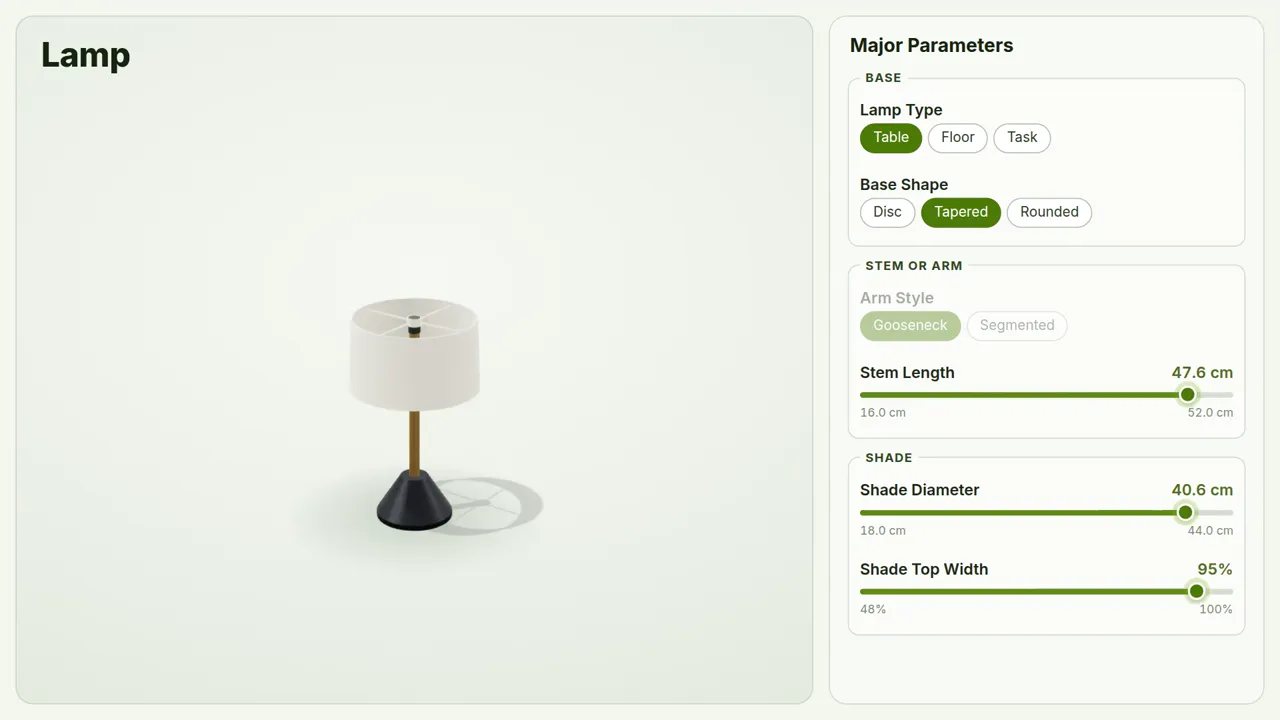 Lamp
Major Parameters
BASE
Lamp Type
Table Floor Task
Base Shape
Disc Tapered Rounded
STEM OR ARM
Arm Style
Gooseneck Segmented
Stem Length 47.6 cm
16.0 cm 52.0 cm
SHADE
Shade Diameter 40.6 cm
18.0 cm 44.0 cm
Shade Top Width 95%
48% 100%